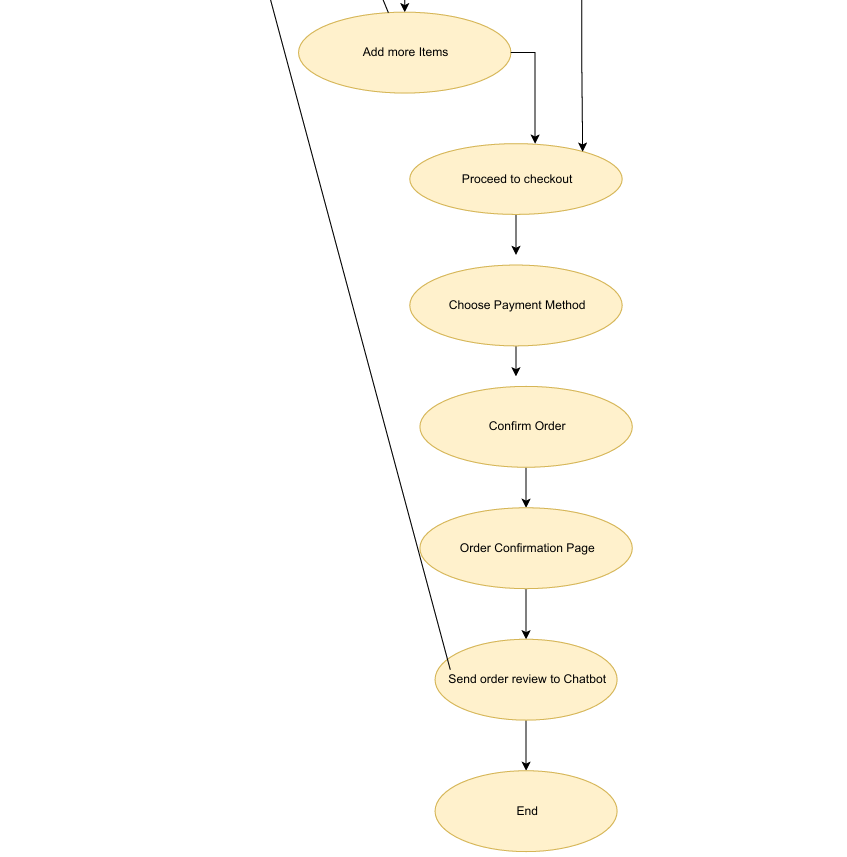 Add more Items
Proceed to checkout
Choose Payment Method
Confirm Order
Order Confirmation Page
Send order review to Chatbot
End